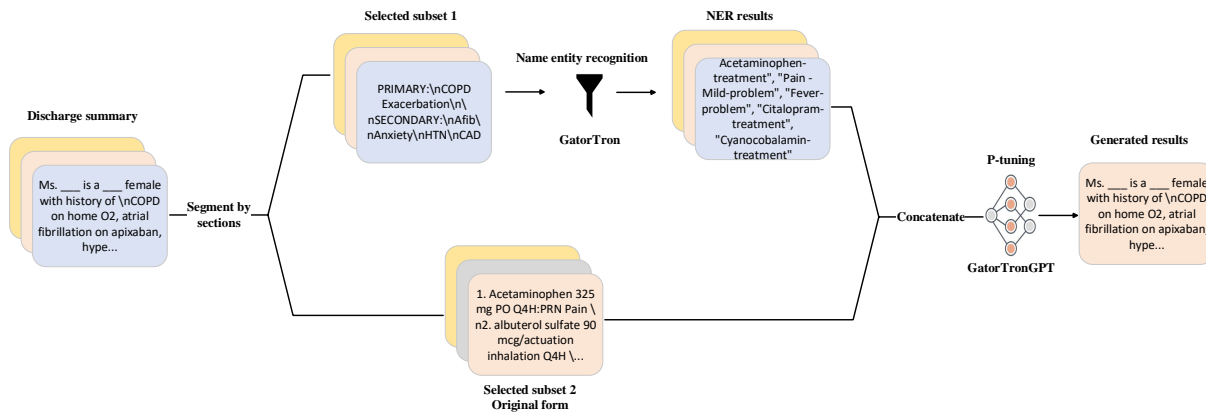 Discharge summary
Ms. ___ is a ___ female
with history of \nCOPD
on home O2, atrial
fibrillation on apixaban,
hype...
Segment by
sections
Selected subset 1
PRIMARY:\nCOPD
Exacerbation\n\
nSECONDARY:\nAfib\
nAnxiety\nHTN\nCAD
Name entity recognition
GatorTron
NER results
Acetaminophen-
treatment", "Pain -
Mild-problem", "Fever-
problem", "Citalopram-
treatment",
"Cyanocobalamin-
treatment"
1. Acetaminophen 325
mg PO Q4H:PRN Pain \
n2. albuterol sulfate 90
mcg/actuation
inhalation Q4H \...
Selected subset 2
Original form
Concatenate
P-tuning
GatorTronGPT
Generated results
Ms. ___ is a ___ female
with history of \nCOPD
on home O2, atrial
fibrillation on apixaban,
hype...